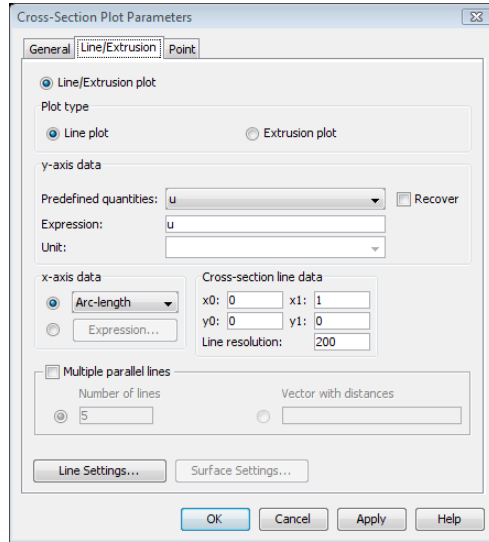 Cross-Section Plot Parameters
General Line/Extrusion Point
Line/Extrusion plot
Plot type
Line plot Extrusion plot
y-axis data
Predefined quantities: u Recover
Expression: u
Unit:
x-axis data Cross-section line data
Arc-length x0: 0 x1: 1
Expression... y0: 0 y1: 0
Line resolution: 200
Multiple parallel lines
Number of lines Vector with distances
5
Line Settings... Surface Settings...
OK Cancel Apply Help